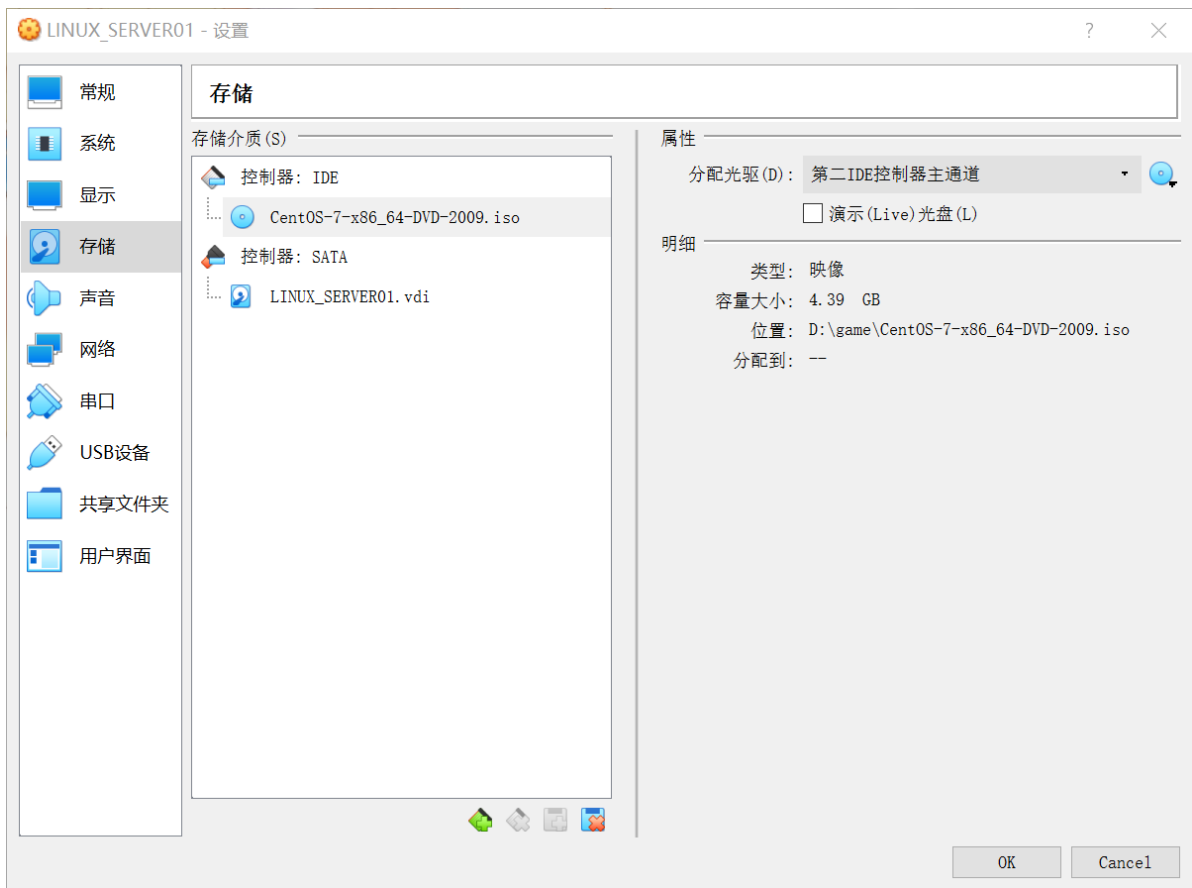 LINUX_SERVER01 - 设置
?
常规
系统
显示
存储
声音
网络
串口
USB设备
共享文件夹
用户界面
存储
存储介质(S)
控制器: IDE
CentOS-7-x86_64-DVD-2009.iso
控制器: SATA
LINUX_SERVER01.vdi
属性
分配光驱(D): 第二IDE控制器主通道
演示(Live)光盘(L)
明细
类型: 映像
容量大小: 4.39 GB
位置: D:\game\CentOS-7-x86_64-DVD-2009.iso
分配到: --
OK
Cancel